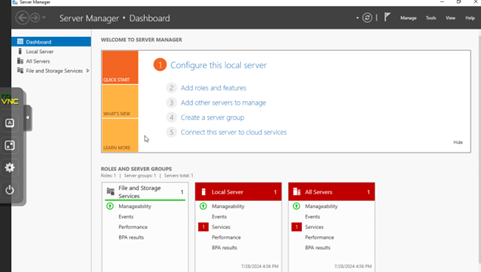 Server Manager
Server Manager • Dashboard
Manage Tools View Help
Dashboard
Local Server
All Servers
File and Storage Services
VNC
WELCOME TO SERVER MANAGER
QUICK START
WHAT'S NEW
LEARN MORE
1 Configure this local server
2 Add roles and features
3 Add other servers to manage
4 Create a server group
5 Connect this server to cloud services
Hide
ROLES AND SERVER GROUPS
Roles: 1 | Server groups: 1 | Servers total: 1
File and Storage Services 1
Manageability
Events
Performance
BPA results
Local Server 1
Manageability
Events
1 Services
Performance
BPA results
7/28/2024 4:56 PM
All Servers 1
Manageability
Events
1 Services
Performance
BPA results
7/28/2024 4:56 PM